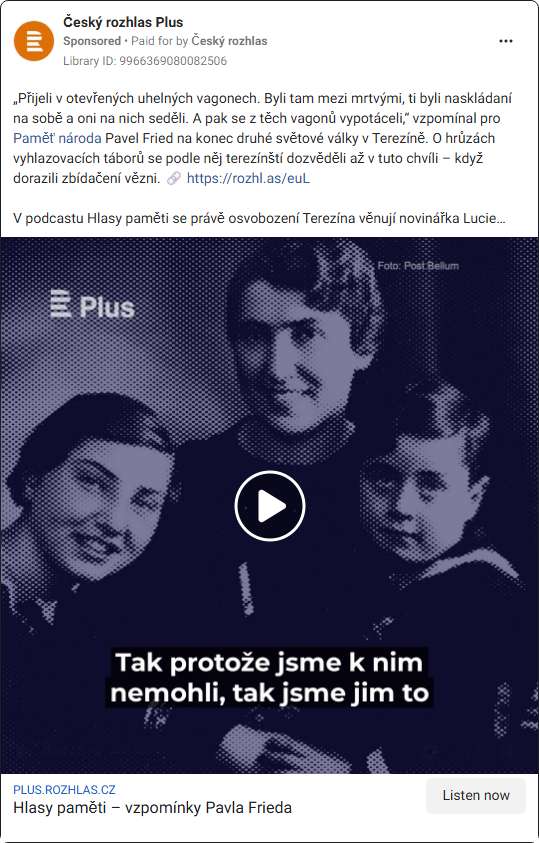 Český rozhlas Plus
Sponsored • Paid for by Český rozhlas
Library ID: 9966369080082506
„Přijeli v otevřených uhelných vagonech. Byli tam mezi mrtvými, ti byli naskládaní
na sobě a oni na nich seděli. A pak se z těch vagonů vypotáceli,“ vzpomínal pro
Paměť národa Pavel Fried na konec druhé světové války v Terezíně. O hrůzách
vyhlazovacích táborů se podle něj terezínští dozvěděli až v tuto chvíli – když
dorazili zbídačení vězni. 🔗 https://rozhl.as/euL
V podcastu Hlasy paměti se právě osvobození Terezína věnují novinářka Lucie...
Foto: Post Bellum
Plus
Tak protože jsme k nim
nemohli, tak jsme jim to
PLUS.ROZHLAS.CZ
Hlasy paměti – vzpomínky Pavla Frieda
Listen now